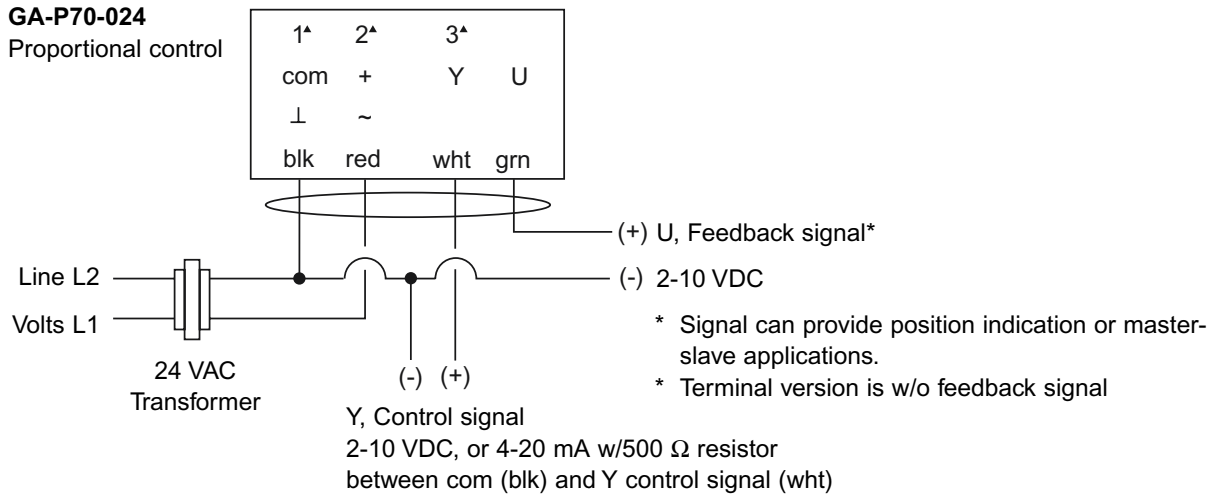 GA-P70-024
Proportional control
1▲ 2▲ 3▲
com + Y U
⊥ ~
blk red wht grn
(+) U, Feedback signal*
Line L2
(-) 2-10 VDC
Volts L1
* Signal can provide position indication or master-
slave applications.
* Terminal version is w/o feedback signal
24 VAC
Transformer
(-) (+)
Y, Control signal
2-10 VDC, or 4-20 mA w/500 Ω resistor
between com (blk) and Y control signal (wht)